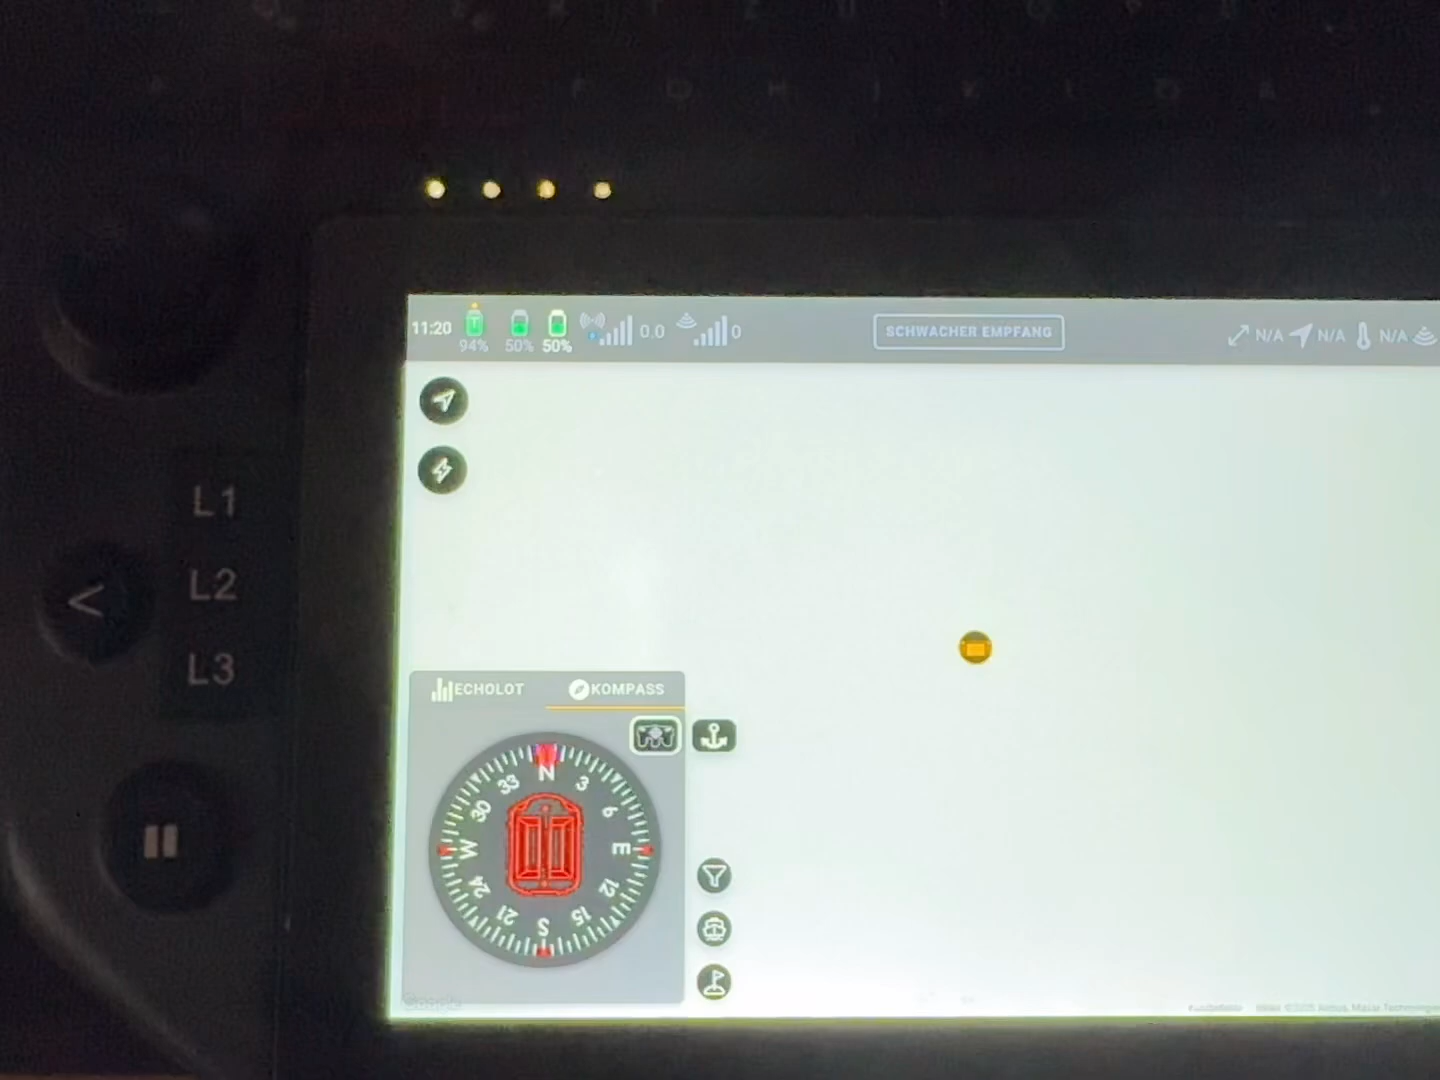 11:20 94% 50% 50% 0.0 0 SCHWACHER EMPFANG N/A N/A N/A
L1
L2
L3
<
ECHOLOT KOMPASS
N
33 3
30 6
W E
24 12
21 15
S
Google